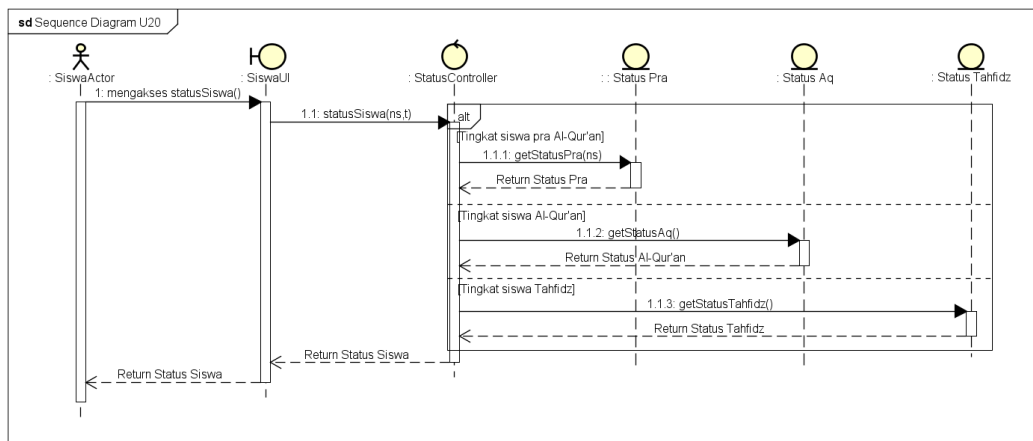 sd Sequence Diagram U20
: SiswaActor
: SiswaUI
: StatusController
: : Status Pra
: Status Aq
: Status Tahfidz
1: mengakses statusSiswa()
1.1: statusSiswa(ns,t)
alt
[Tingkat siswa pra Al-Qur'an]
1.1.1: getStatusPra(ns)
Return Status Pra
[Tingkat siswa Al-Qur'an]
1.1.2: getStatusAq()
Return Status Al-Qur'an
[Tingkat siswa Tahfidz]
1.1.3: getStatusTahfidz()
Return Status Tahfidz
Return Status Siswa
Return Status Siswa